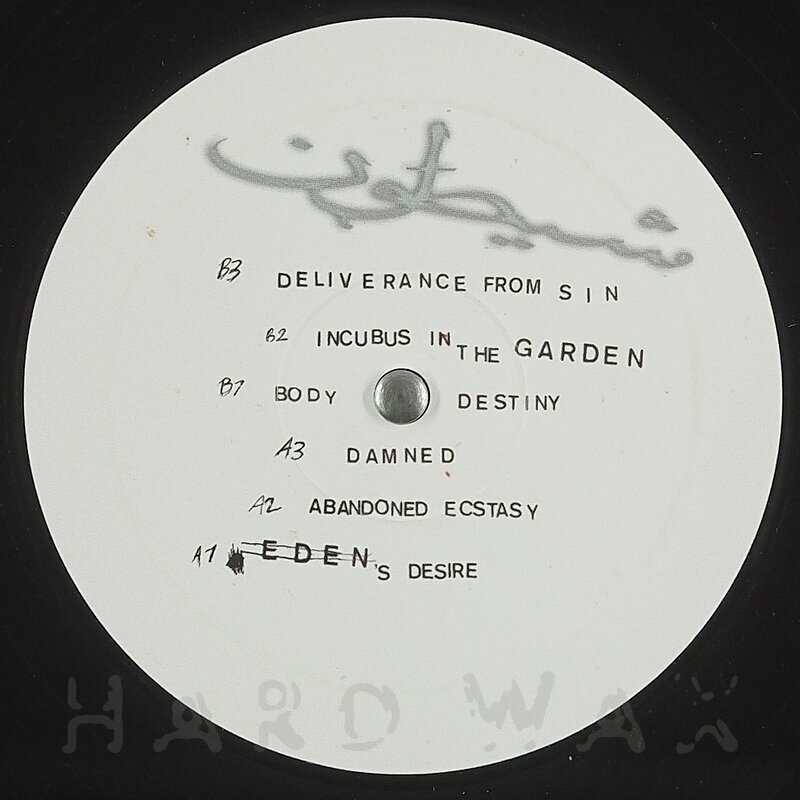 شيطون
B3 DELIVERANCE FROM SIN
B2 INCUBUS IN THE GARDEN
B1 BODY DESTINY
A3 DAMNED
A2 ABANDONED ECSTASY
A1 EDEN'S DESIRE
HARD WAX